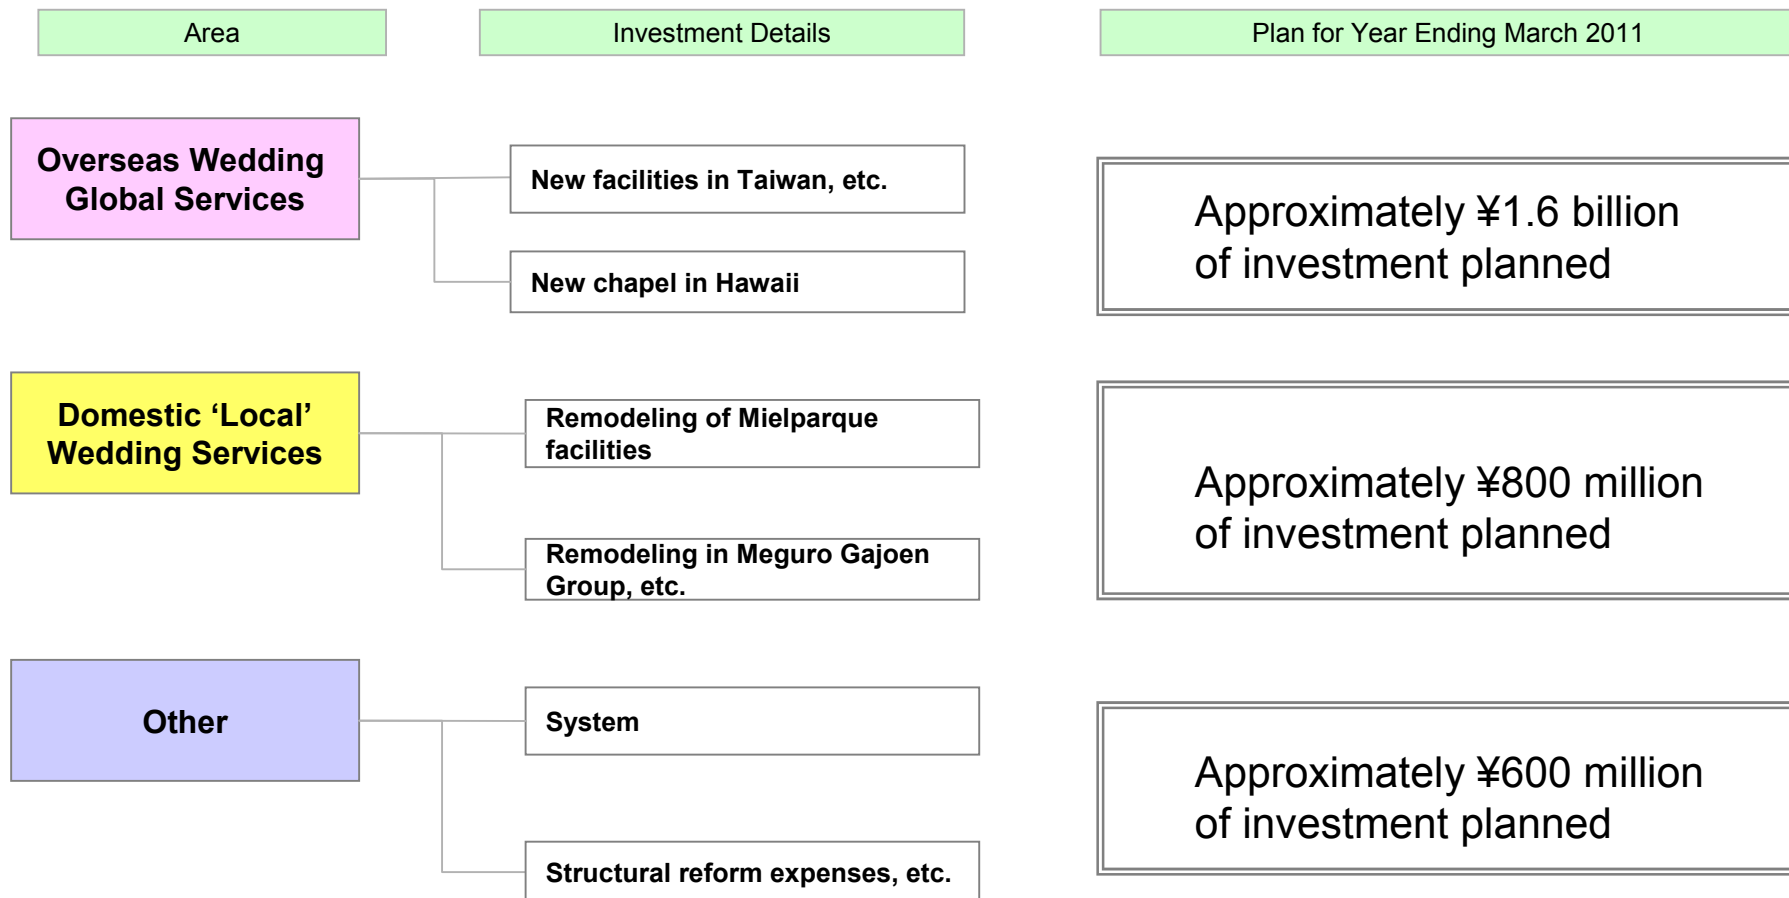 Area
Investment Details
Plan for Year Ending March 2011
Overseas Wedding
Global Services
New facilities in Taiwan, etc.
New chapel in Hawaii
Approximately ¥1.6 billion
of investment planned
Domestic ‘Local’
Wedding Services
Remodeling of Mielparque
facilities
Remodeling in Meguro Gajoen
Group, etc.
Approximately ¥800 million
of investment planned
Other
System
Structural reform expenses, etc.
Approximately ¥600 million
of investment planned